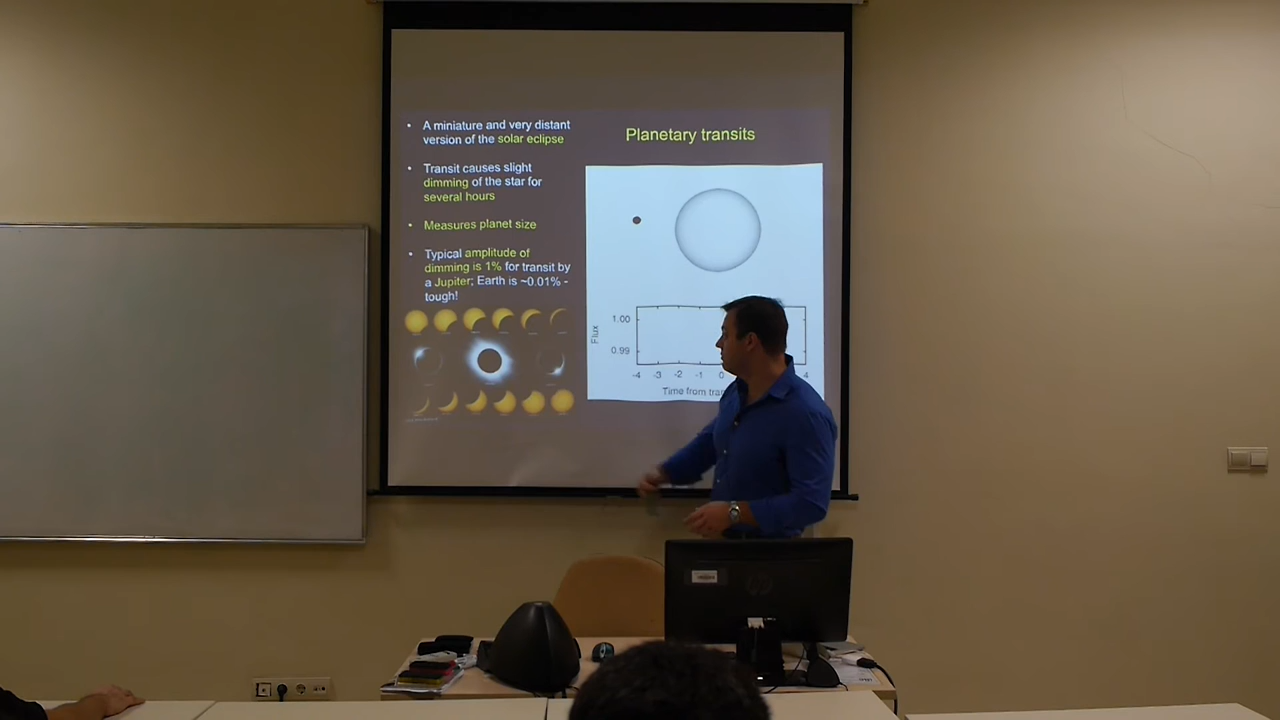 • A miniature and very distant
version of the solar eclipse
• Transit causes slight
dimming of the star for
several hours
• Measures planet size
• Typical amplitude of
dimming is 1% for transit by
a Jupiter; Earth is ~0.01% -
tough!
Planetary transits
1.00
0.99
Flux
-4 -3 -2 -1 0 4
Time from
hp